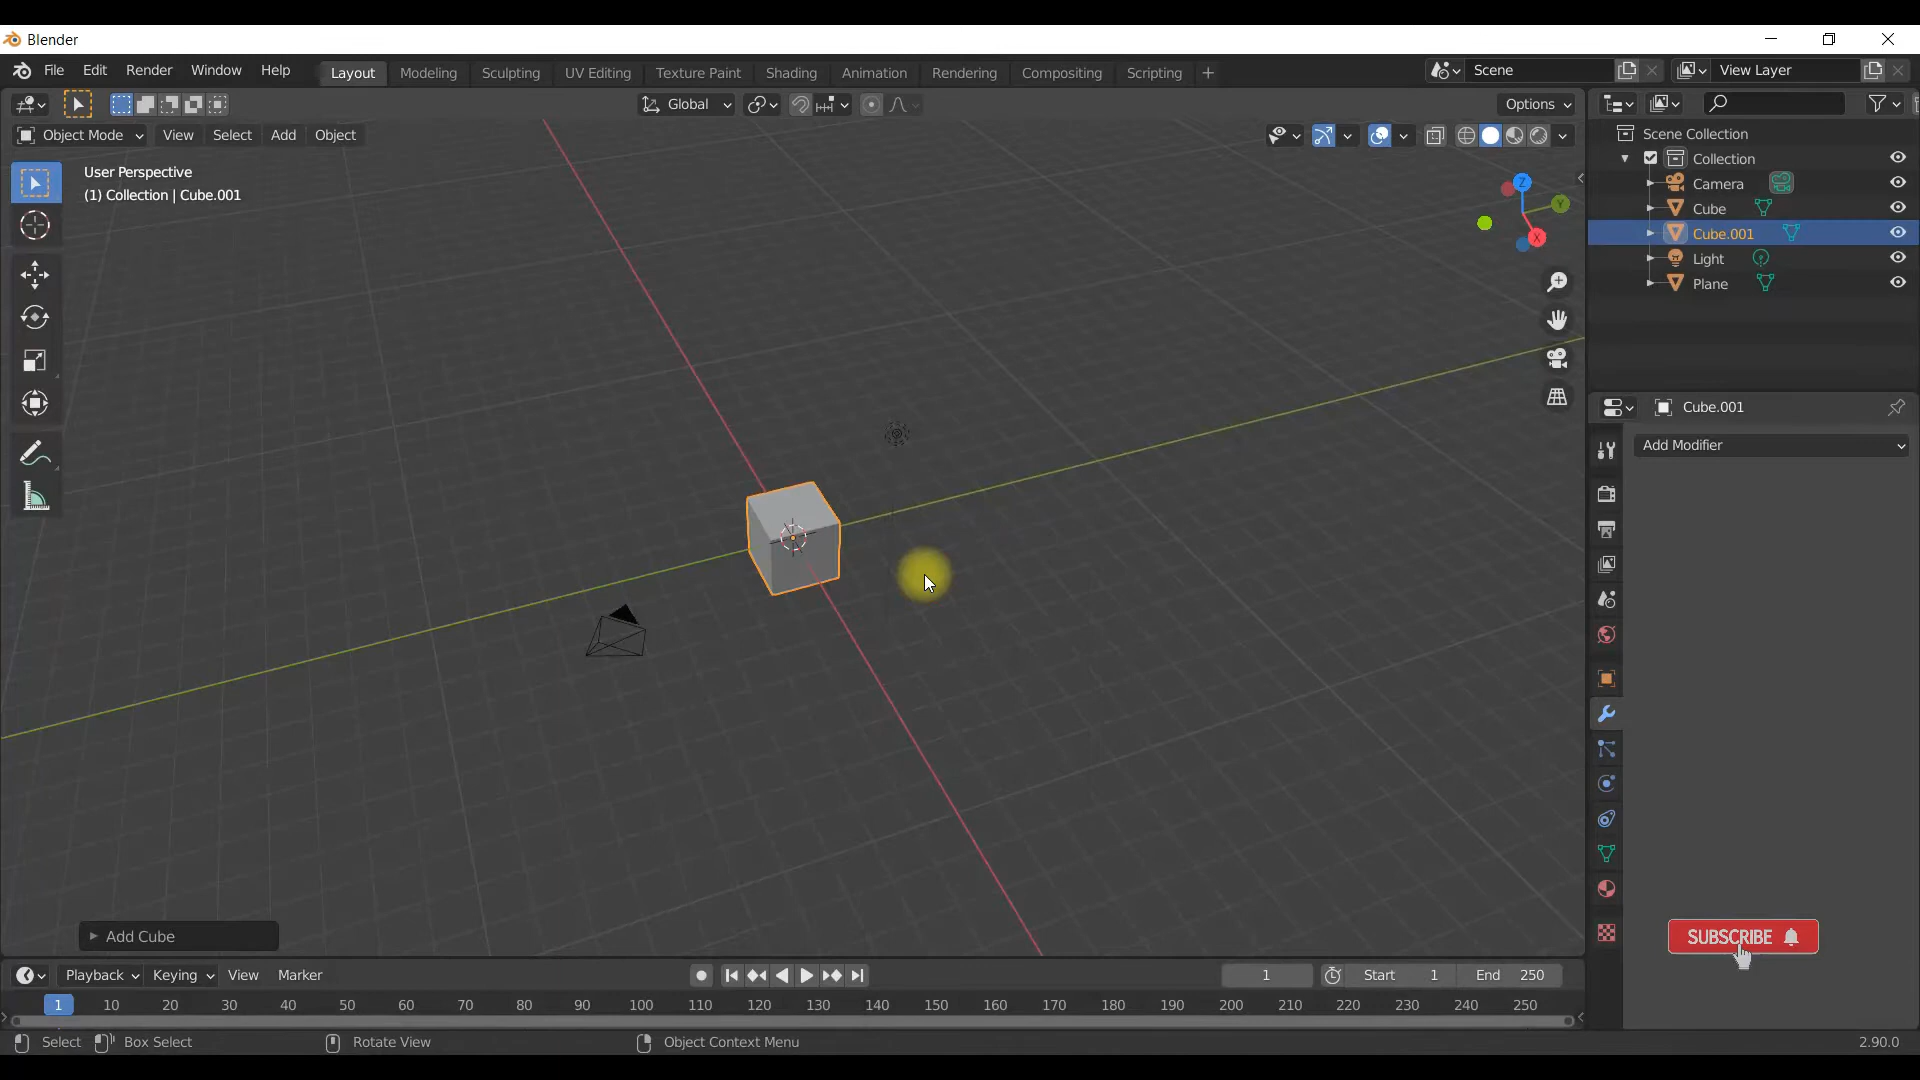 Blender
File Edit Render Window Help Layout Modeling Sculpting UV Editing Texture Paint Shading Animation Rendering Compositing Scripting + Scene View Layer
Global Options
Object Mode View Select Add Object
User Perspective
(1) Collection | Cube.001
Z
Y
X
Scene Collection
Collection
Camera
Cube
Cube.001
Light
Plane
Cube.001
Add Modifier
Add Cube
SUBSCRIBE
Playback Keying View Marker 1 Start 1 End 250
1 10 20 30 40 50 60 70 80 90 100 110 120 130 140 150 160 170 180 190 200 210 220 230 240 250
Select Box Select Rotate View Object Context Menu 2.90.0